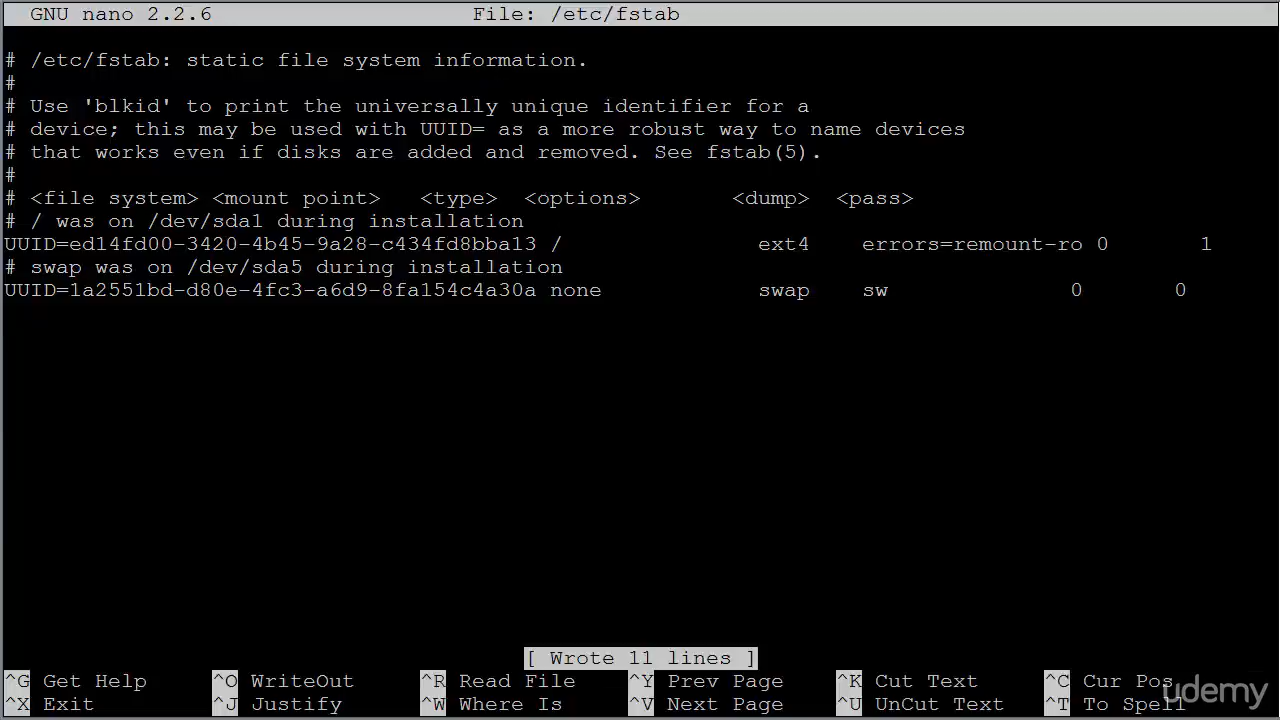 GNU nano 2.2.6 File: /etc/fstab
# /etc/fstab: static file system information.
#
# Use 'blkid' to print the universally unique identifier for a
# device; this may be used with UUID= as a more robust way to name devices
# that works even if disks are added and removed. See fstab(5).
#
# <file system> <mount point> <type> <options> <dump> <pass>
# / was on /dev/sda1 during installation
UUID=ed14fd00-3420-4b45-9a28-c434fd8bba13 / ext4 errors=remount-ro 0 1
# swap was on /dev/sda5 during installation
UUID=1a2551bd-d80e-4fc3-a6d9-8fa154c4a30a none swap sw 0 0
[ Wrote 11 lines ]
^G Get Help ^O WriteOut ^R Read File ^Y Prev Page ^K Cut Text ^C Cur Pos
^X Exit ^J Justify ^W Where Is ^V Next Page ^U UnCut Text ^T To Spell
udemy